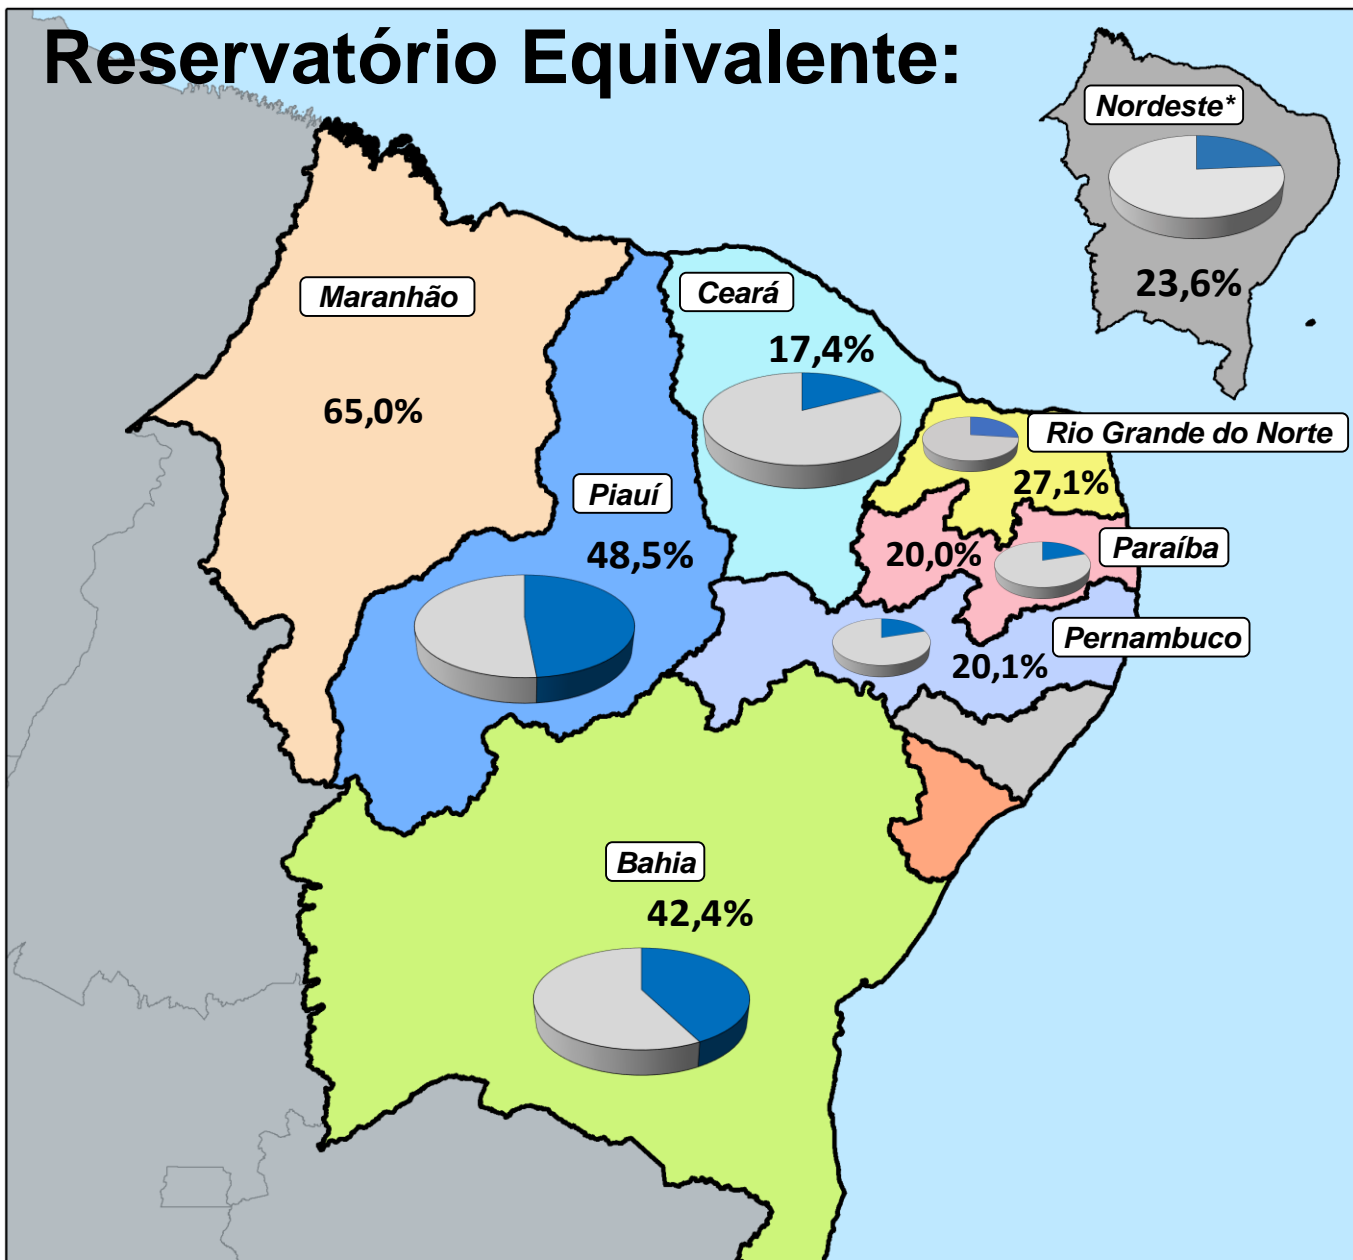 Reservatório Equivalente:
Nordeste*
23,6%
Maranhão
65,0%
Ceará
17,4%
Rio Grande do Norte
27,1%
Piauí
48,5%
Paraíba
20,0%
Pernambuco
20,1%
Bahia
42,4%